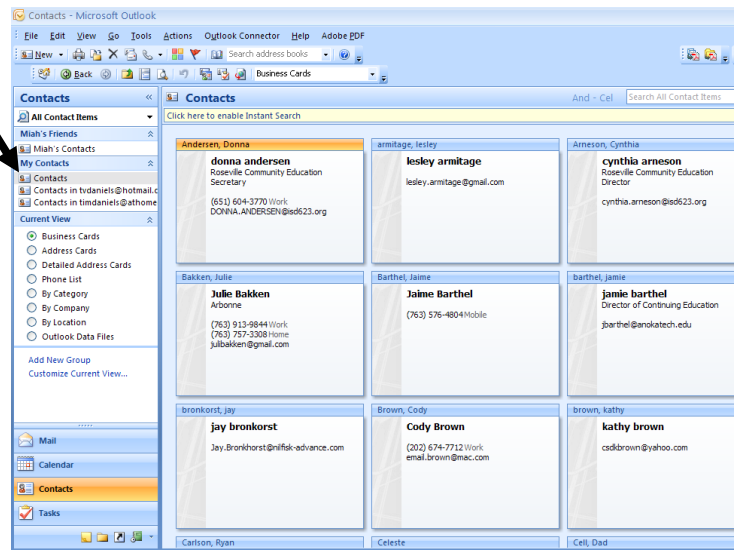 Contacts - Microsoft Outlook
File Edit View Go Tools Actions Outlook Connector Help Adobe PDF
New Search address books
Back Business Cards
Contacts «
All Contact Items
Miah's Friends
Miah's Contacts
My Contacts
Contacts
Contacts in tvdaniels@hotmail.c
Contacts in timdaniels@athome
Current View
Business Cards
Address Cards
Detailed Address Cards
Phone List
By Category
By Company
By Location
Outlook Data Files
Add New Group
Customize Current View...
Mail
Calendar
Contacts
Tasks
Contacts And - Cel Search All Contact Items
Click here to enable Instant Search
Andersen, Donna
donna andersen
Roseville Community Education
Secretary
(651) 604-3770 Work
DONNA.ANDERSEN@isd623.org
armitage, lesley
lesley armitage
lesley.armitage@gmail.com
Arneson, Cynthia
cynthia arneson
Roseville Community Education
Director
cynthia.arneson@isd623.org
Bakken, Julie
Julie Bakken
Arbonne
(763) 913-9844 Work
(763) 757-3308 Home
julibakken@gmail.com
Barthel, Jaime
Jaime Barthel
(763) 576-4804 Mobile
barthel, jamie
jamie barthel
Director of Continuing Education
jbarthel@anokatech.edu
bronkorst, jay
jay bronkorst
Jay.Bronkhorst@nilfisk-advance.com
Brown, Cody
Cody Brown
(202) 674-7712 Work
email.brown@mac.com
brown, kathy
kathy brown
csdkbrown@yahoo.com
Carlson, Ryan
Celeste
Cell, Dad